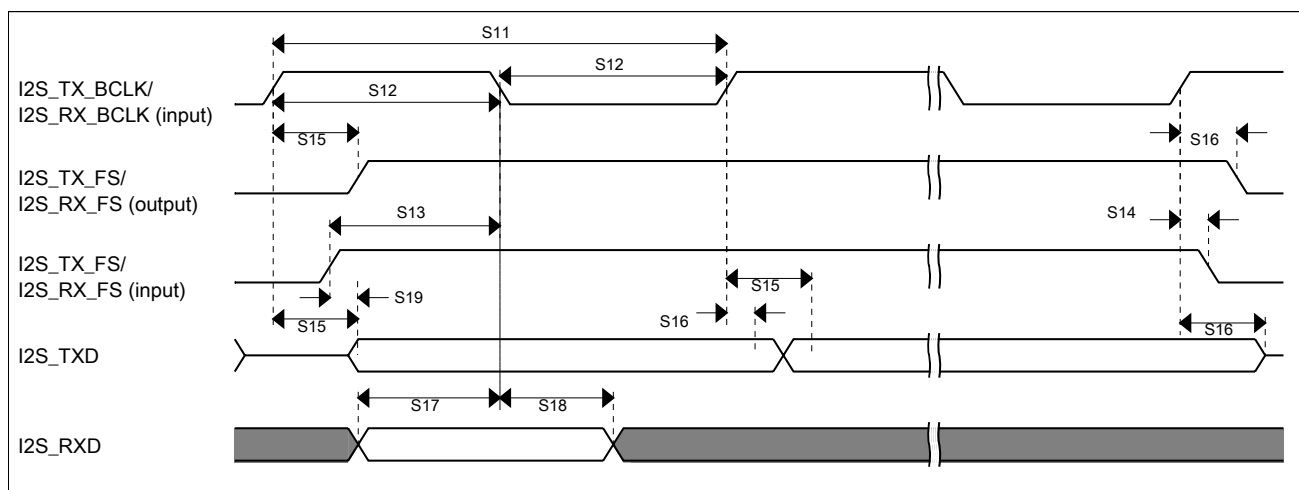 S11
S12
I2S_TX_BCLK/
I2S_RX_BCLK (input)
S12
S15
S16
I2S_TX_FS/
I2S_RX_FS (output)
S13
S14
I2S_TX_FS/
I2S_RX_FS (input)
S19
S15
S15
S16
S16
I2S_TXD
S17
S18
I2S_RXD